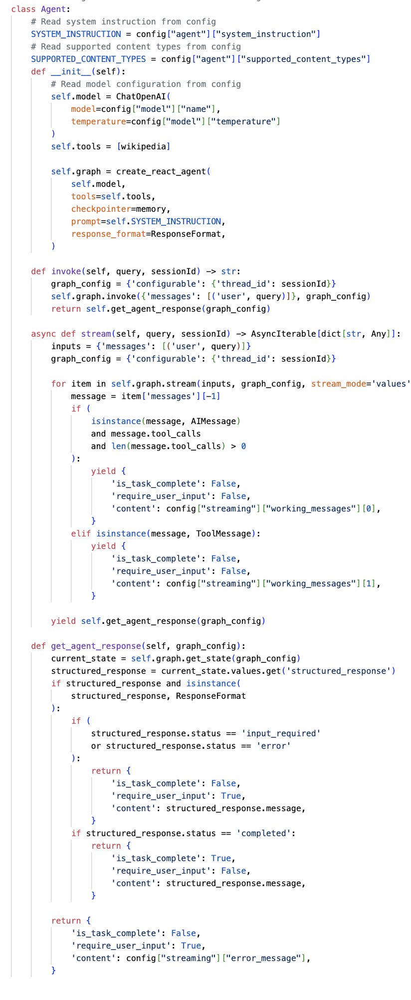 class Agent:
    # Read system instruction from config
    SYSTEM_INSTRUCTION = config["agent"]["system_instruction"]
    # Read supported content types from config
    SUPPORTED_CONTENT_TYPES = config["agent"]["supported_content_types"]
    def __init__(self):
        # Read model configuration from config
        self.model = ChatOpenAI(
            model=config["model"]["name"],
            temperature=config["model"]["temperature"]
        )
        self.tools = [wikipedia]

        self.graph = create_react_agent(
            self.model,
            tools=self.tools,
            checkpointer=memory,
            prompt=self.SYSTEM_INSTRUCTION,
            response_format=ResponseFormat,
        )

    def invoke(self, query, sessionId) -> str:
        graph_config = {'configurable': {'thread_id': sessionId}}
        self.graph.invoke({'messages': [('user', query)]}, graph_config)
        return self.get_agent_response(graph_config)

    async def stream(self, query, sessionId) -> AsyncIterable[dict[str, Any]]:
        inputs = {'messages': [('user', query)]}
        graph_config = {'configurable': {'thread_id': sessionId}}

        for item in self.graph.stream(inputs, graph_config, stream_mode='values'
            message = item['messages'][-1]
            if (
                isinstance(message, AIMessage)
                and message.tool_calls
                and len(message.tool_calls) > 0
            ):
                yield {
                    'is_task_complete': False,
                    'require_user_input': False,
                    'content': config["streaming"]["working_messages"][0],
                }
            elif isinstance(message, ToolMessage):
                yield {
                    'is_task_complete': False,
                    'require_user_input': False,
                    'content': config["streaming"]["working_messages"][1],
                }

        yield self.get_agent_response(graph_config)

    def get_agent_response(self, graph_config):
        current_state = self.graph.get_state(graph_config)
        structured_response = current_state.values.get('structured_response')
        if structured_response and isinstance(
            structured_response, ResponseFormat
        ):
            if (
                structured_response.status == 'input_required'
                or structured_response.status == 'error'
            ):
                return {
                    'is_task_complete': False,
                    'require_user_input': True,
                    'content': structured_response.message,
                }
            if structured_response.status == 'completed':
                return {
                    'is_task_complete': True,
                    'require_user_input': False,
                    'content': structured_response.message,
                }

        return {
            'is_task_complete': False,
            'require_user_input': True,
            'content': config["streaming"]["error_message"],
        }